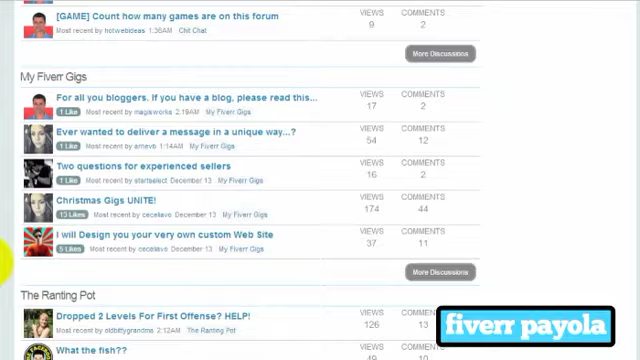 [GAME] Count how many games are on this forum
VIEWS COMMENTS
9 2
Most recent by hotwebideas 1:36AM Chit Chat
More Discussions
My Fiverr Gigs
For all you bloggers. If you have a blog, please read this...
VIEWS COMMENTS
17 2
1 Like Most recent by magisworks 2:19AM My Fiverr Gigs
Ever wanted to deliver a message in a unique way...?
VIEWS COMMENTS
54 12
1 Like Most recent by arnevb 1:14AM My Fiverr Gigs
Two questions for experienced sellers
VIEWS COMMENTS
16 2
1 Like Most recent by startselect December 13 My Fiverr Gigs
Christmas Gigs UNITE!
VIEWS COMMENTS
174 44
13 Likes Most recent by cecelavo December 13 My Fiverr Gigs
I will Design you your very own custom Web Site
VIEWS COMMENTS
37 11
5 Likes Most recent by cecelavo December 13 My Fiverr Gigs
More Discussions
The Ranting Pot
Dropped 2 Levels For First Offense? HELP!
VIEWS
126 13
Most recent by oldbittygrandma 2:12AM The Ranting Pot
fiverr payola
What the fish??
VIEWS COMMENTS
49 10